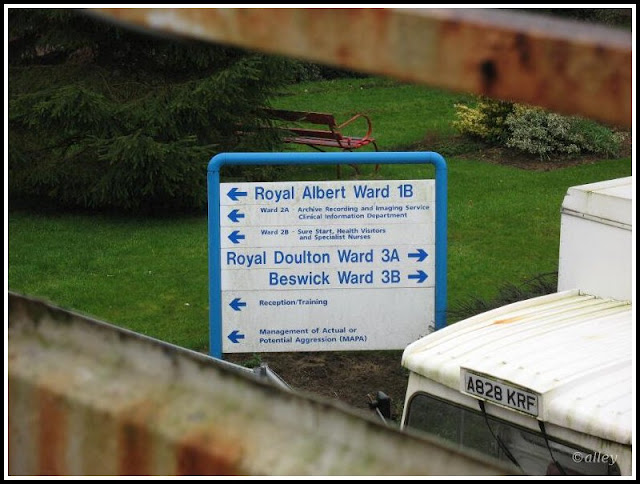 Royal Albert Ward 1B
Ward 2A - Archive Recording and Imaging Service
Clinical Information Department
Ward 2B - Sure Start, Health Visitors
and Specialist Nurses
Royal Doulton Ward 3A
Beswick Ward 3B
Reception/Training
Management of Actual or
Potential Aggression (MAPA)
A828 KRF
©alley